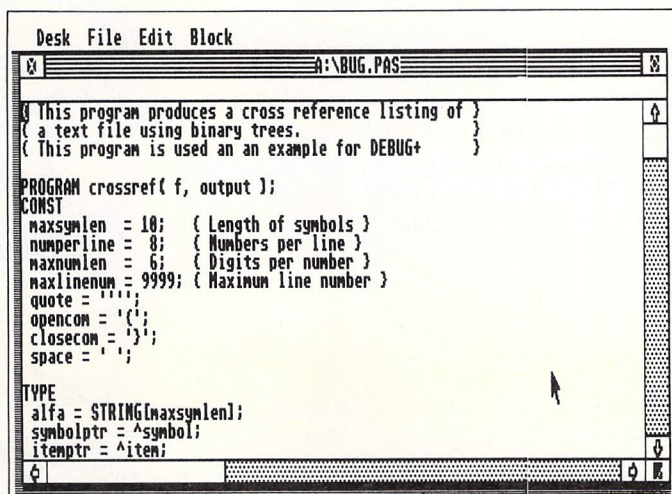 Desk File Edit Block
A:\BUG.PAS
{ This program produces a cross reference listing of }
{ a text file using binary trees. }
{ This program is used an an example for DEBUG+ }
PROGRAM crossref( f, output );
CONST
maxsymlen = 10; { Length of symbols }
numperline = 8; { Numbers per line }
maxnumlen = 6; { Digits per number }
maxlinenum = 9999; { Maximum line number }
quote = '''';
opencom = '{';
closecom = '}';
space = ' ';
TYPE
alfa = STRING[maxsymlen];
symbolptr = ^symbol;
itemptr = ^item;